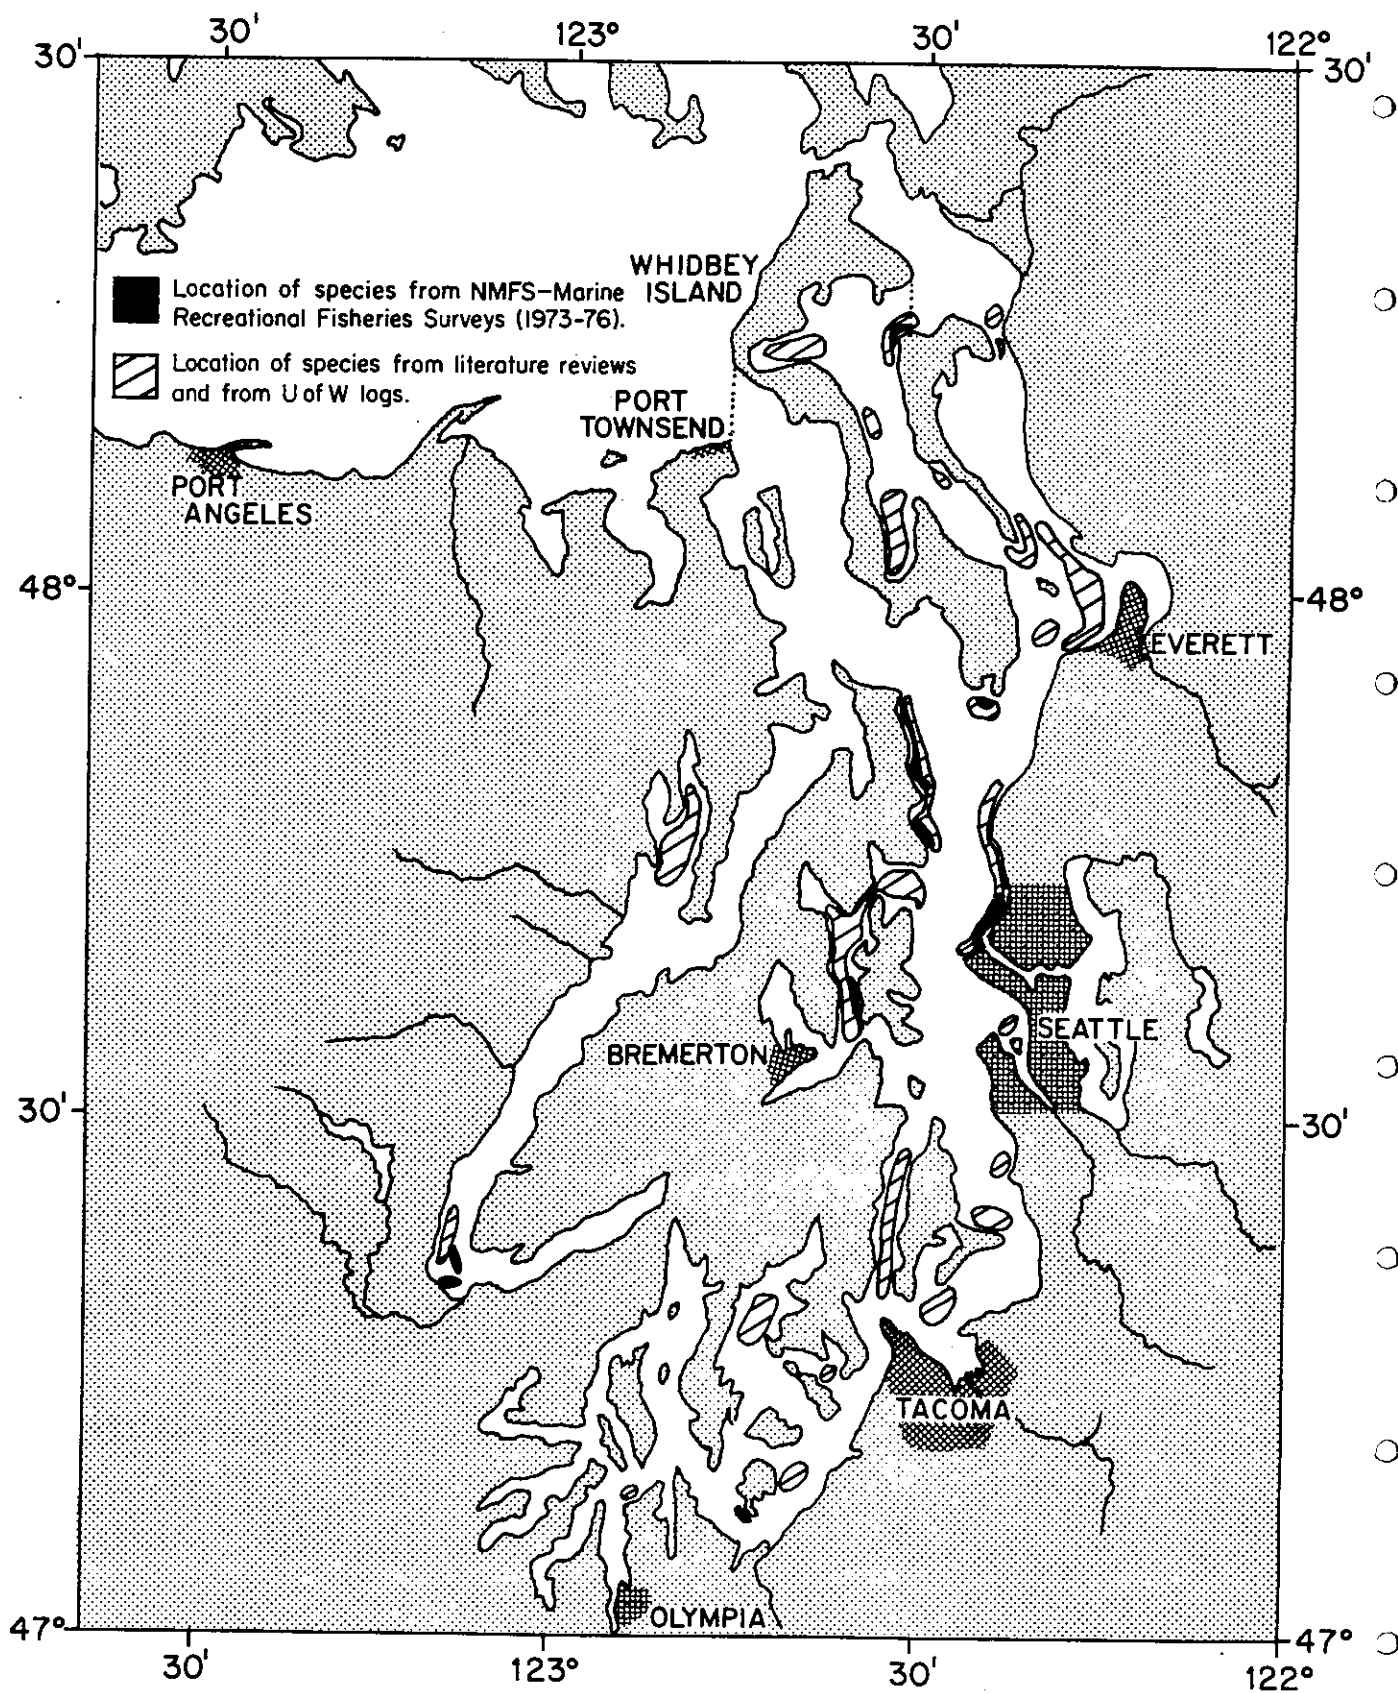 30' 123° 30' 122°
30' 30'
WHIDBEY
ISLAND
Location of species from NMFS-Marine
Recreational Fisheries Surveys (1973-76).
Location of species from literature reviews
and from U of W logs.
PORT
TOWNSEND
PORT
ANGELES
48° 48°
EVERETT
SEATTLE
BREMERTON
30' 30'
TACOMA
OLYMPIA
47° 47°
30' 123° 30' 122°